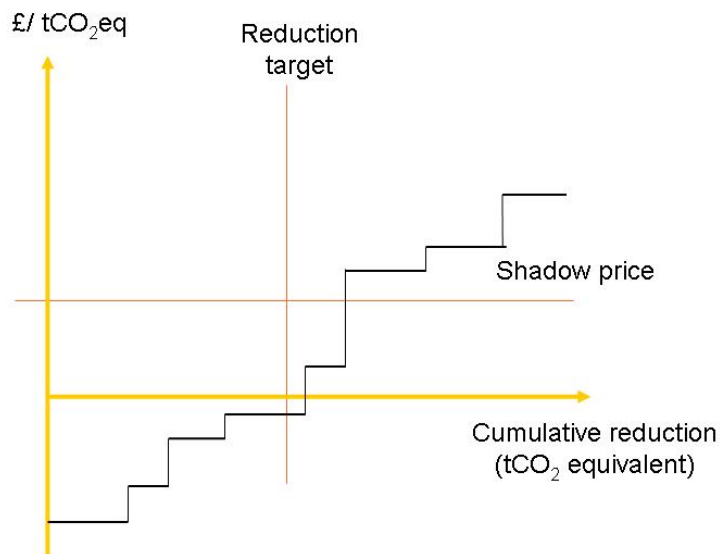 £/ tCO₂eq
Reduction
target
Shadow price
Cumulative reduction
(tCO₂ equivalent)